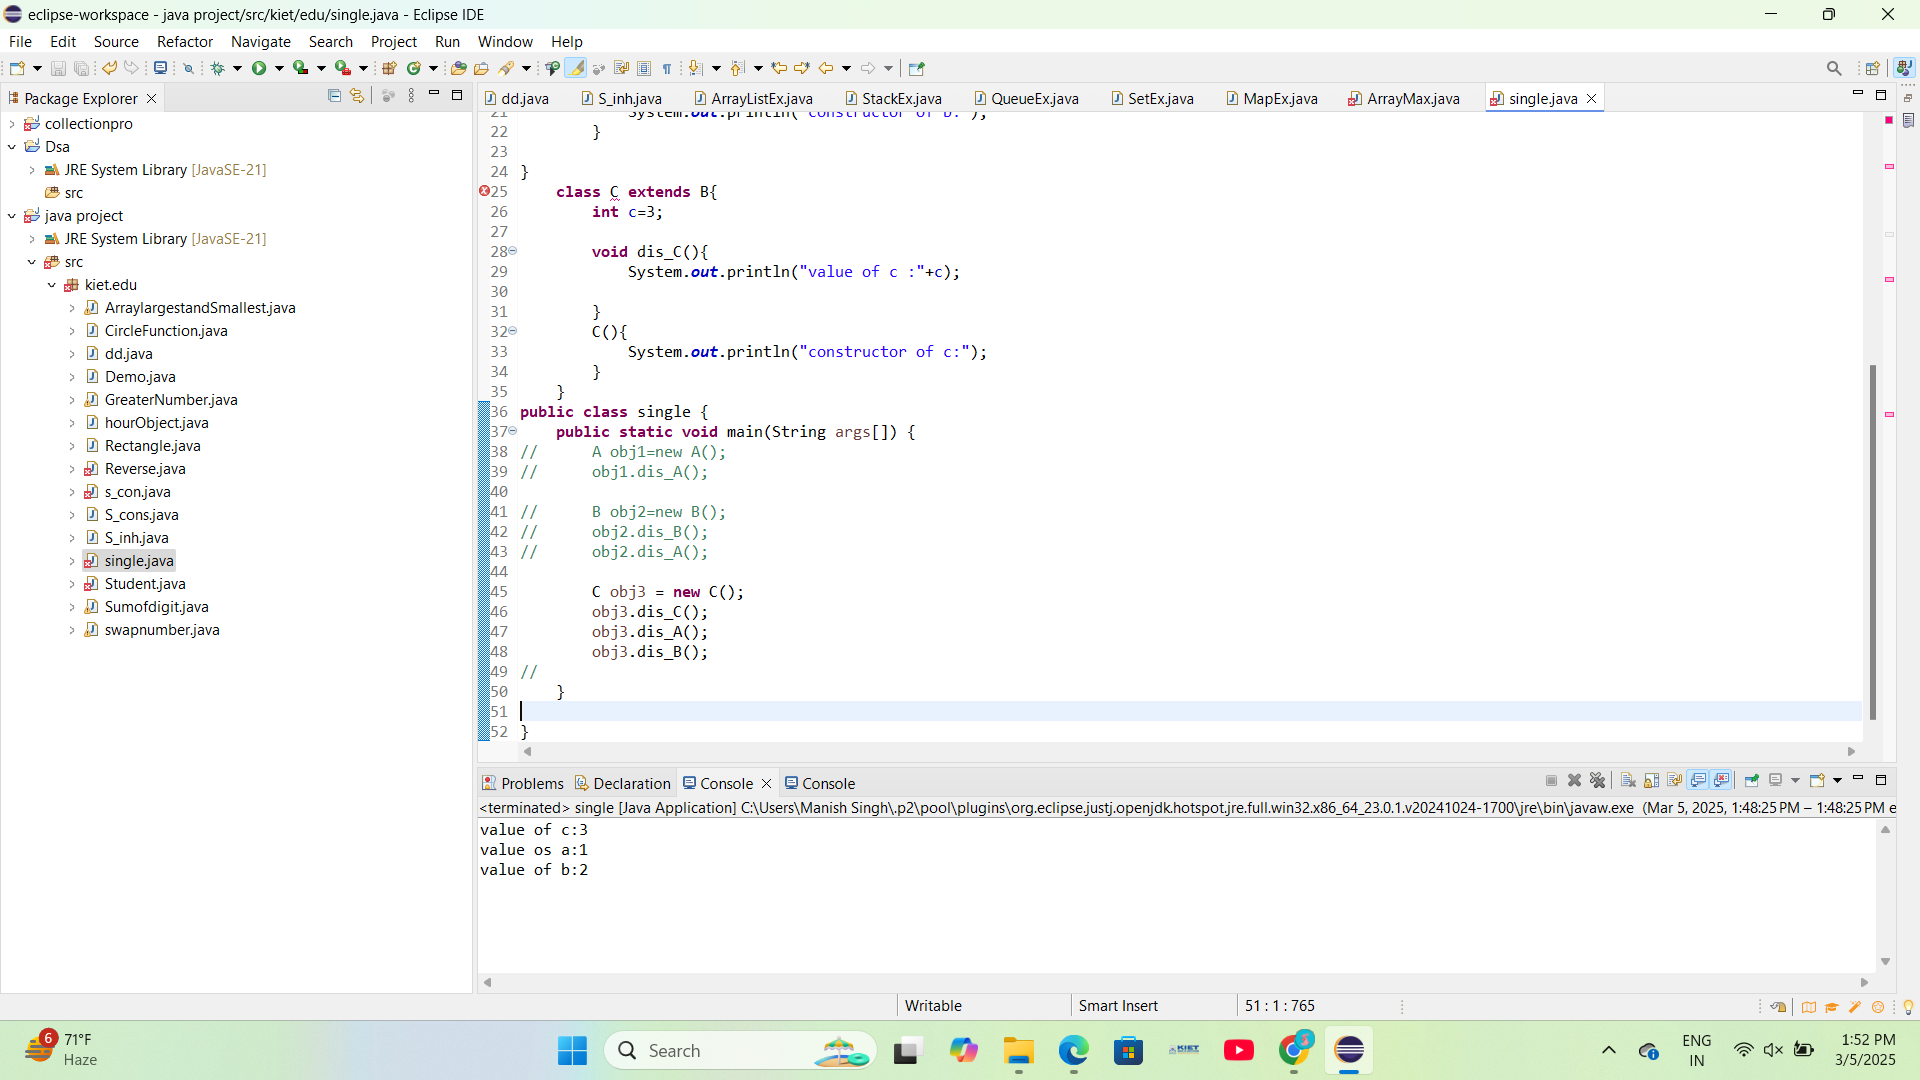 eclipse-workspace - java project/src/kiet/edu/single.java - Eclipse IDE
File Edit Source Refactor Navigate Search Project Run Window Help
Package Explorer
dd.java S_inh.java ArrayListEx.java StackEx.java QueueEx.java SetEx.java MapEx.java ArrayMax.java single.java
collectionpro
Dsa
JRE System Library [JavaSE-21]
src
java project
JRE System Library [JavaSE-21]
src
kiet.edu
ArraylargestandSmallest.java
CircleFunction.java
dd.java
Demo.java
GreaterNumber.java
hourObject.java
Rectangle.java
Reverse.java
s_con.java
S_cons.java
S_inh.java
single.java
Student.java
Sumofdigit.java
swapnumber.java
21 System.out.println("constructor of b:");
22 }
23
24 }
25 class C extends B{
26 int c=3;
27
28 void dis_C(){
29 System.out.println("value of c :"+c);
30
31 }
32 C(){
33 System.out.println("constructor of c:");
34 }
35 }
36 public class single {
37 public static void main(String args[]) {
38 // A obj1=new A();
39 // obj1.dis_A();
40
41 // B obj2=new B();
42 // obj2.dis_B();
43 // obj2.dis_A();
44
45 C obj3 = new C();
46 obj3.dis_C();
47 obj3.dis_A();
48 obj3.dis_B();
49 //
50 }
51
52 }
Problems Declaration Console Console
<terminated> single [Java Application] C:\Users\Manish Singh\.p2\pool\plugins\org.eclipse.justj.openjdk.hotspot.jre.full.win32.x86_64_23.0.1.v20241024-1700\jre\bin\javaw.exe (Mar 5, 2025, 1:48:25 PM – 1:48:25 PM e
value of c:3
value os a:1
value of b:2
Writable Smart Insert 51 : 1 : 765
6
71°F
Haze
Search
KIET
ENG
IN
1:52 PM
3/5/2025